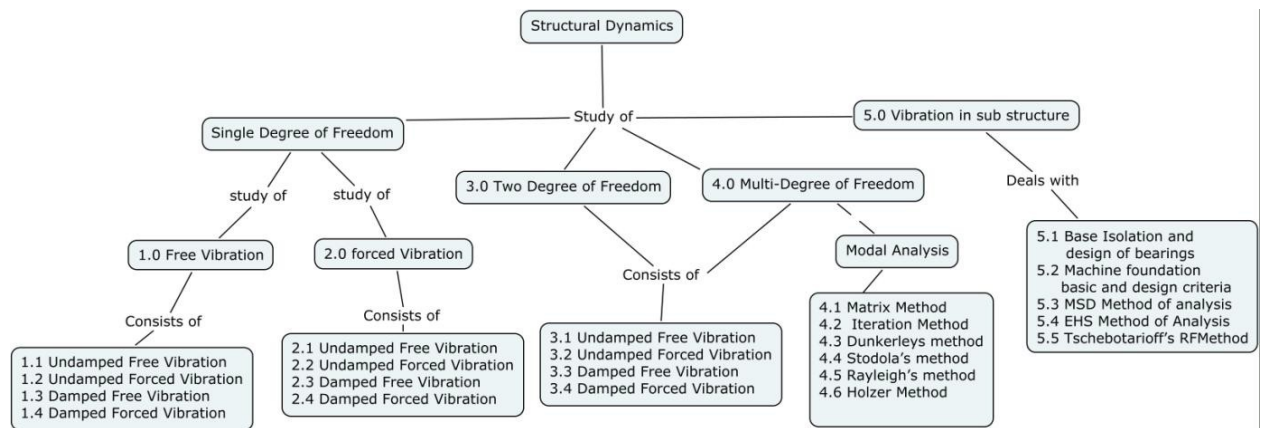 Structural Dynamics
Study of
Single Degree of Freedom
5.0 Vibration in sub structure
3.0 Two Degree of Freedom
4.0 Multi-Degree of Freedom
study of
study of
Deals with
1.0 Free Vibration
2.0 forced Vibration
Consists of
Modal Analysis
5.1 Base Isolation and
design of bearings
5.2 Machine foundation
basic and design criteria
5.3 MSD Method of analysis
5.4 EHS Method of Analysis
5.5 Tschebotarioff's RFMethod
Consists of
Consists of
1.1 Undamped Free Vibration
1.2 Undamped Forced Vibration
1.3 Damped Free Vibration
1.4 Damped Forced Vibration
2.1 Undamped Free Vibration
2.2 Undamped Forced Vibration
2.3 Damped Free Vibration
2.4 Damped Forced Vibration
3.1 Undamped Free Vibration
3.2 Undamped Forced Vibration
3.3 Damped Free Vibration
3.4 Damped Forced Vibration
4.1 Matrix Method
4.2 Iteration Method
4.3 Dunkerleys method
4.4 Stodola's method
4.5 Rayleigh's method
4.6 Holzer Method